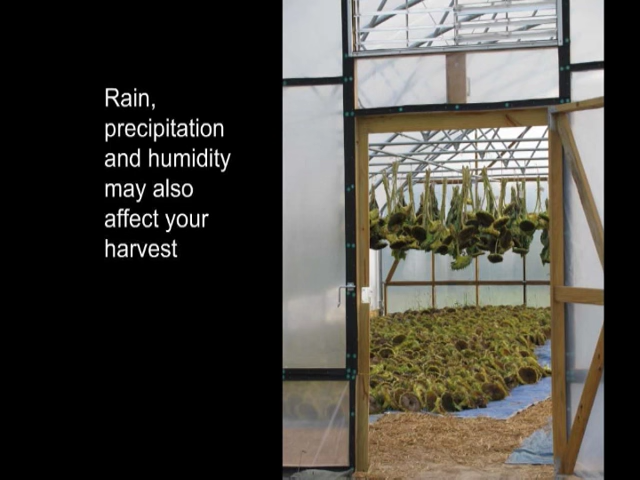 Rain,
precipitation
and humidity
may also
affect your
harvest